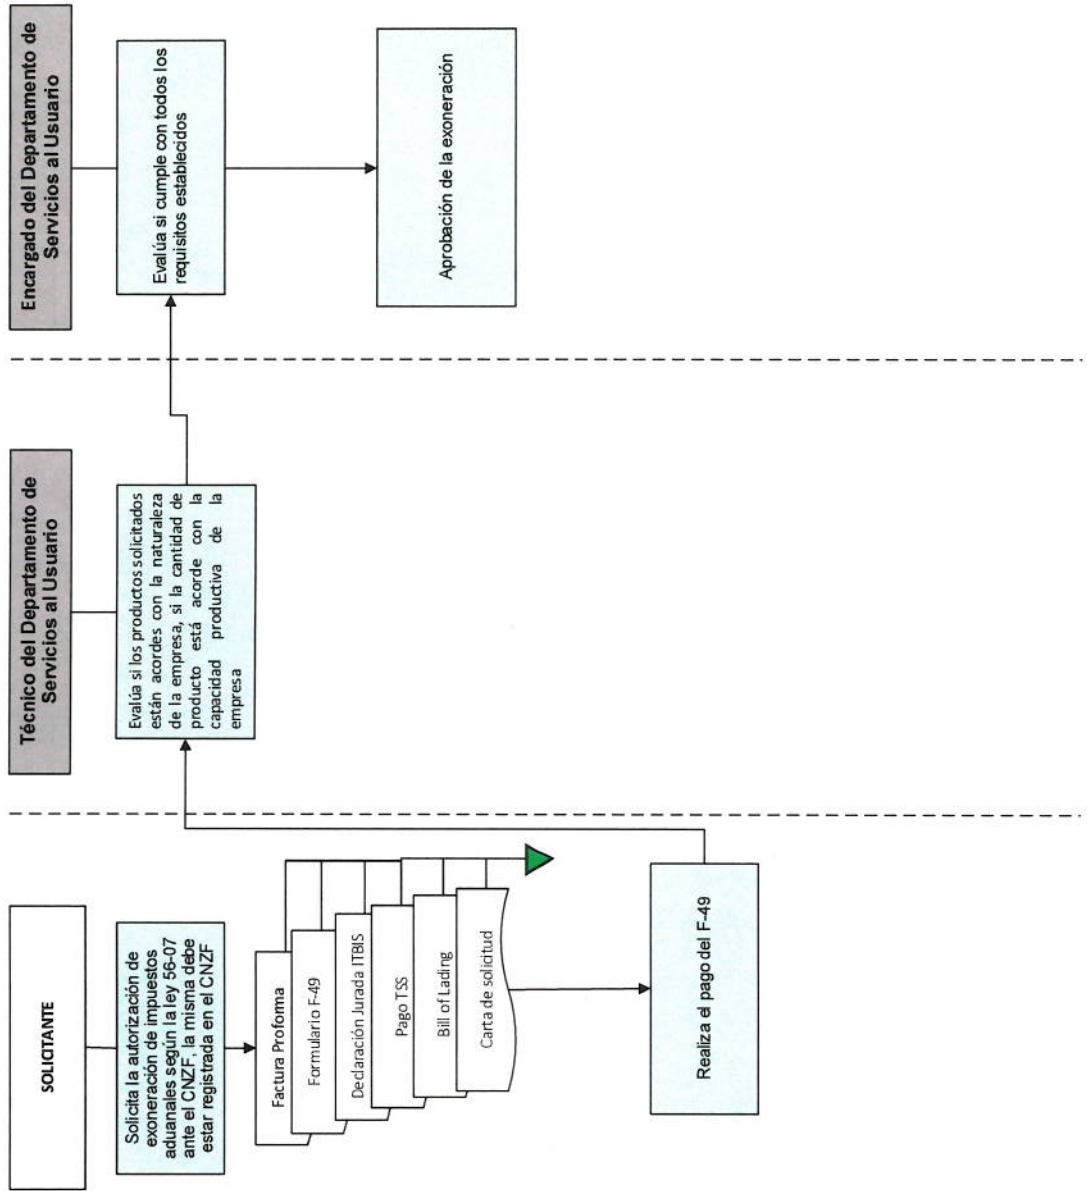 SOLICITANTE
Solicita la autorización de
exoneración de impuestos
aduanales según la ley 56-07
ante el CNZF, la misma debe
estar registrada en el CNZF
Factura Profoma
Formulario F-49
Declaración Jurada ITBIS
Pago TSS
Bill of Lading
Carta de solicitud
Realiza el pago del F-49
Técnico del Departamento de
Servicios al Usuario
Evalúa si los productos solicitados
están acordes con la naturaleza
de la empresa, si la cantidad de
producto está acorde con la
capacidad productiva de la
empresa
Encargado del Departamento de
Servicios al Usuario
Evalúa si cumple con todos los
requisitos establecidos
Aprobación de la exoneración